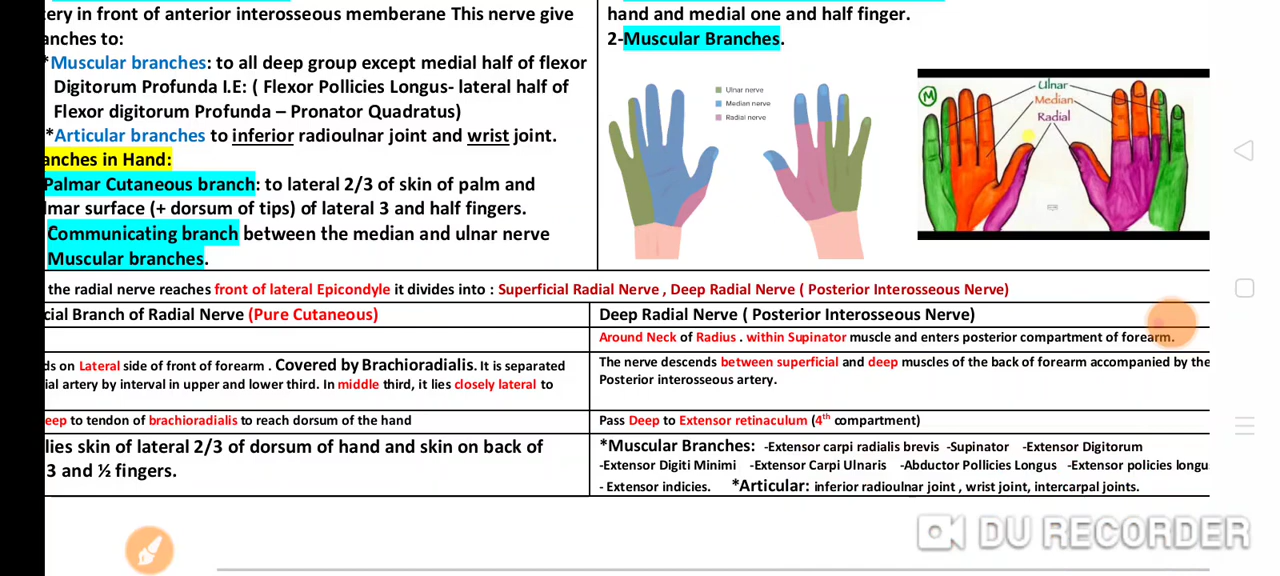 ery in front of anterior interosseous memberane This nerve give
anches to:
*Muscular branches: to all deep group except medial half of flexor
Digitorum Profunda I.E: ( Flexor Pollicies Longus- lateral half of
Flexor digitorum Profunda – Pronator Quadratus)
*Articular branches to inferior radioulnar joint and wrist joint.
anches in Hand:
Palmar Cutaneous branch: to lateral 2/3 of skin of palm and
lmar surface (+ dorsum of tips) of lateral 3 and half fingers.
Communicating branch between the median and ulnar nerve
Muscular branches.
hand and medial one and half finger.
2-Muscular Branches.
Ulnar nerve
Median nerve
Radial nerve
M
Ulnar
Median
Radial
the radial nerve reaches front of lateral Epicondyle it divides into : Superficial Radial Nerve , Deep Radial Nerve ( Posterior Interosseous Nerve)
cial Branch of Radial Nerve (Pure Cutaneous)
Deep Radial Nerve ( Posterior Interosseous Nerve)
Around Neck of Radius . within Supinator muscle and enters posterior compartment of forearm.
ds on Lateral side of front of forearm . Covered by Brachioradialis. It is separated
ial artery by interval in upper and lower third. In middle third, it lies closely lateral to
The nerve descends between superficial and deep muscles of the back of forearm accompanied by the
Posterior interosseous artery.
eep to tendon of brachioradialis to reach dorsum of the hand
Pass Deep to Extensor retinaculum (4th compartment)
lies skin of lateral 2/3 of dorsum of hand and skin on back of
3 and ½ fingers.
*Muscular Branches: -Extensor carpi radialis brevis -Supinator -Extensor Digitorum
-Extensor Digiti Minimi -Extensor Carpi Ulnaris -Abductor Pollicies Longus -Extensor policies longu
- Extensor indicies. *Articular: inferior radioulnar joint , wrist joint, intercarpal joints.
DU RECORDER